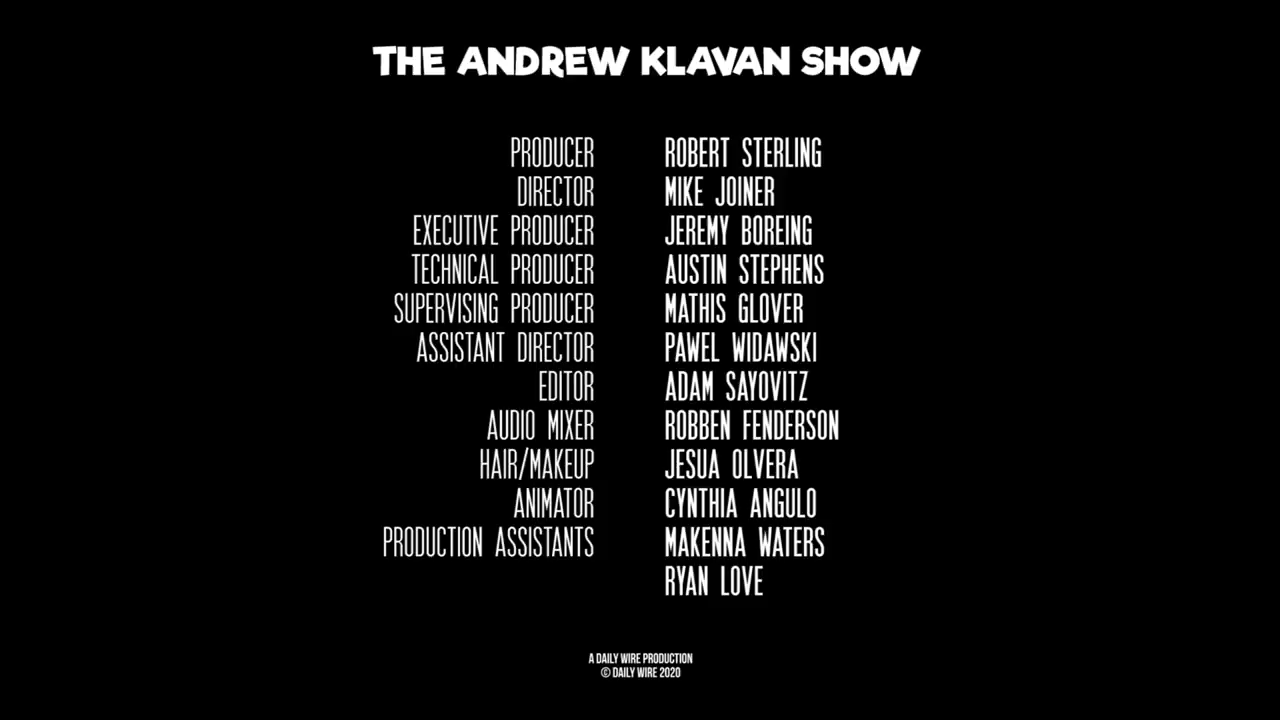 THE ANDREW KLAVAN SHOW
PRODUCER ROBERT STERLING
DIRECTOR MIKE JOINER
EXECUTIVE PRODUCER JEREMY BOREING
TECHNICAL PRODUCER AUSTIN STEPHENS
SUPERVISING PRODUCER MATHIS GLOVER
ASSISTANT DIRECTOR PAWEL WIDAWSKI
EDITOR ADAM SAYOVITZ
AUDIO MIXER ROBBEN FENDERSON
HAIR/MAKEUP JESUA OLVERA
ANIMATOR CYNTHIA ANGULO
PRODUCTION ASSISTANTS MAKENNA WATERS
RYAN LOVE
A DAILY WIRE PRODUCTION
© DAILY WIRE 2020